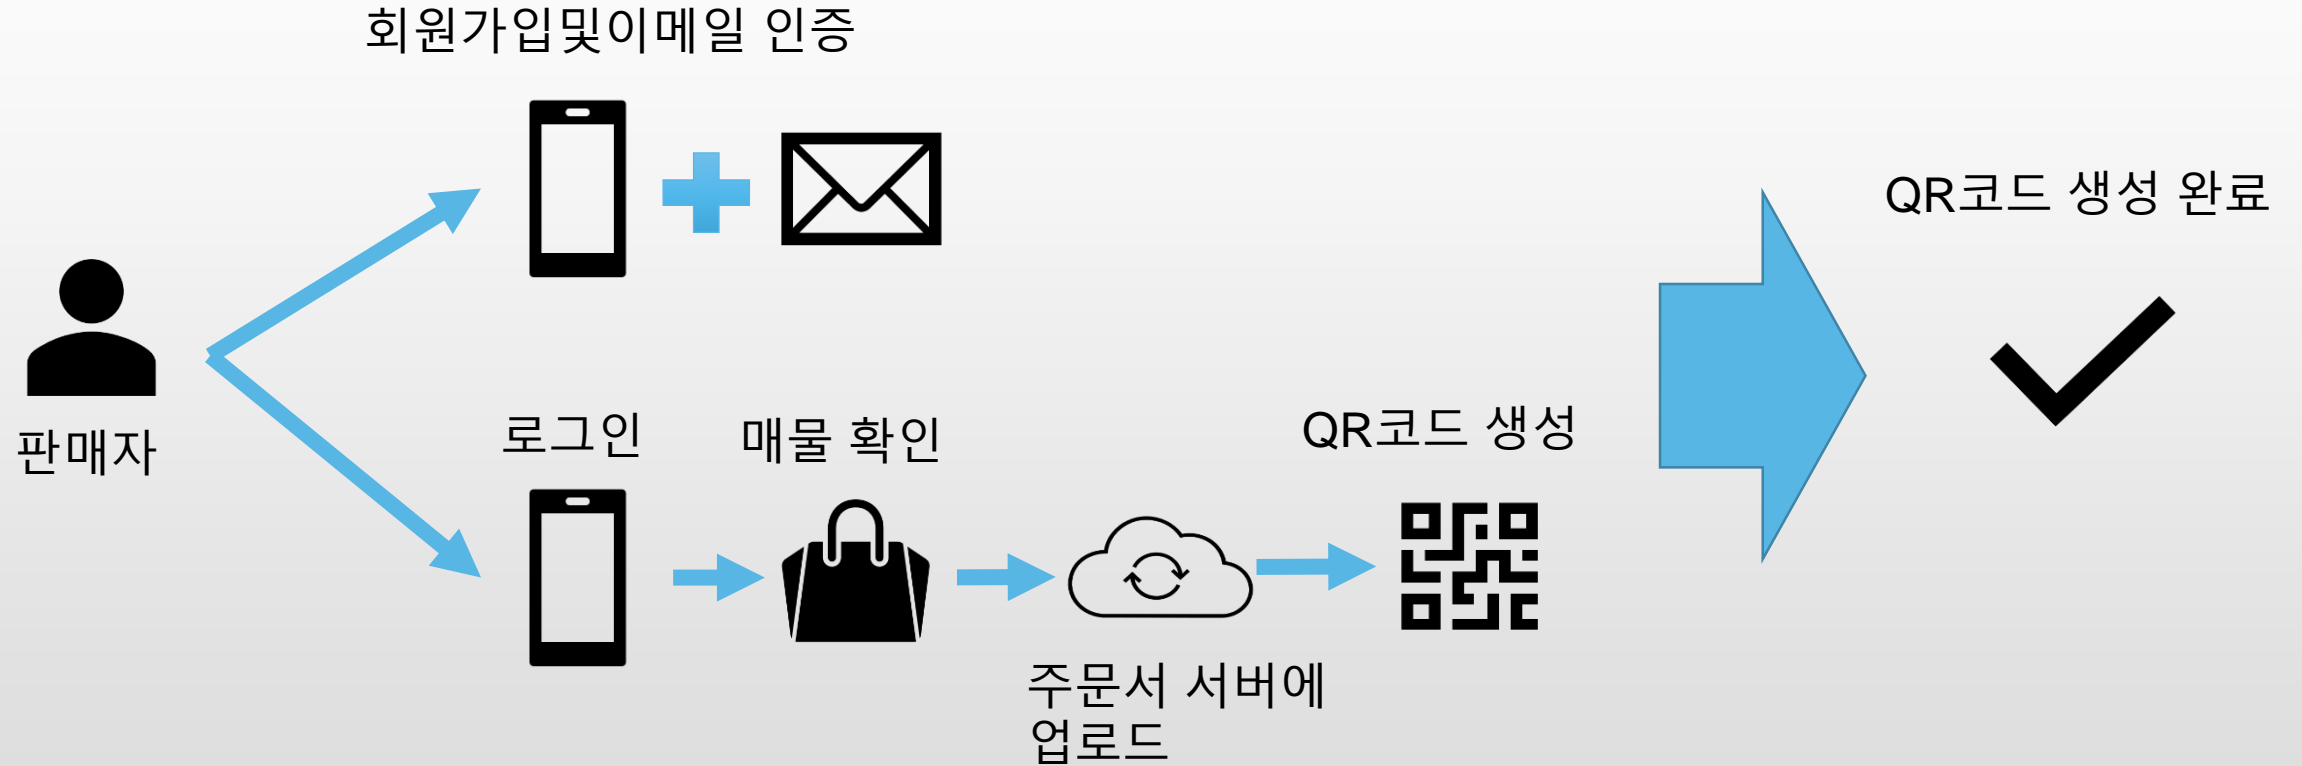 회원가입및이메일 인증
QR코드 생성 완료
판매자
로그인
매물 확인
QR코드 생성
주문서 서버에
업로드